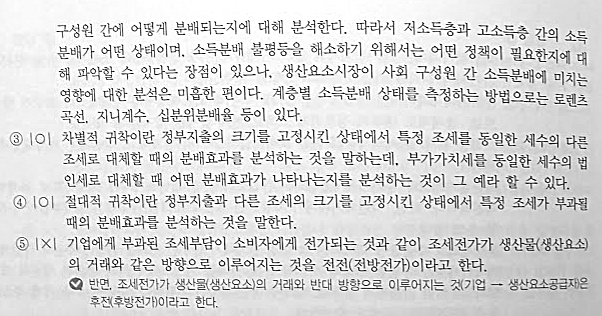 구성원 간에 어떻게 분배되는지에 대해 분석한다. 따라서 저소득층과 고소득층 간의 소득
분배가 어떤 상태이며, 소득분배 불평등을 해소하기 위해서는 어떤 정책이 필요한지에 대
해 파악할 수 있다는 장점이 있으나, 생산요소시장이 사회 구성원 간 소득분배에 미치는
영향에 대한 분석은 미흡한 편이다. 계층별 소득분배 상태를 측정하는 방법으로는 로렌츠
곡선, 지니계수, 십분위분배율 등이 있다.
③ |O| 차별적 귀착이란 정부지출의 크기를 고정시킨 상태에서 특정 조세를 동일한 세수의 다른
조세로 대체할 때의 분배효과를 분석하는 것을 말하는데, 부가가치세를 동일한 세수의 법
인세로 대체할 때 어떤 분배효과가 나타나는지를 분석하는 것이 그 예라 할 수 있다.
④ |O| 절대적 귀착이란 정부지출과 다른 조세의 크기를 고정시킨 상태에서 특정 조세가 부과될
때의 분배효과를 분석하는 것을 말한다.
⑤ |X| 기업에게 부과된 조세부담이 소비자에게 전가되는 것과 같이 조세전가가 생산물(생산요소)
의 거래와 같은 방향으로 이루어지는 것을 전전(전방전가)이라고 한다.
반면, 조세전가가 생산물(생산요소)의 거래와 반대 방향으로 이루어지는 것(기업 → 생산요소공급자)은
후전(후방전가)이라고 한다.